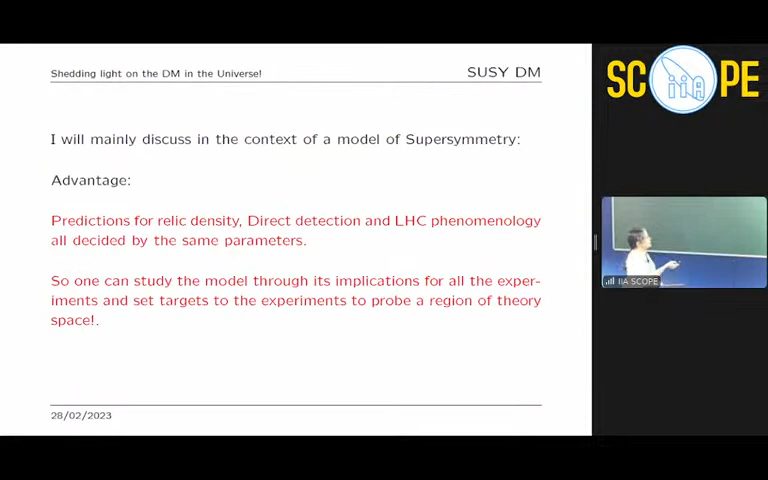 Shedding light on the DM in the Universe!
SUSY DM
I will mainly discuss in the context of a model of Supersymmetry:
Advantage:
Predictions for relic density, Direct detection and LHC phenomenology
all decided by the same parameters.
So one can study the model through its implications for all the exper-
iments and set targets to the experiments to probe a region of theory
space!.
28/02/2023
SC iiA PE
IIA SCOPE